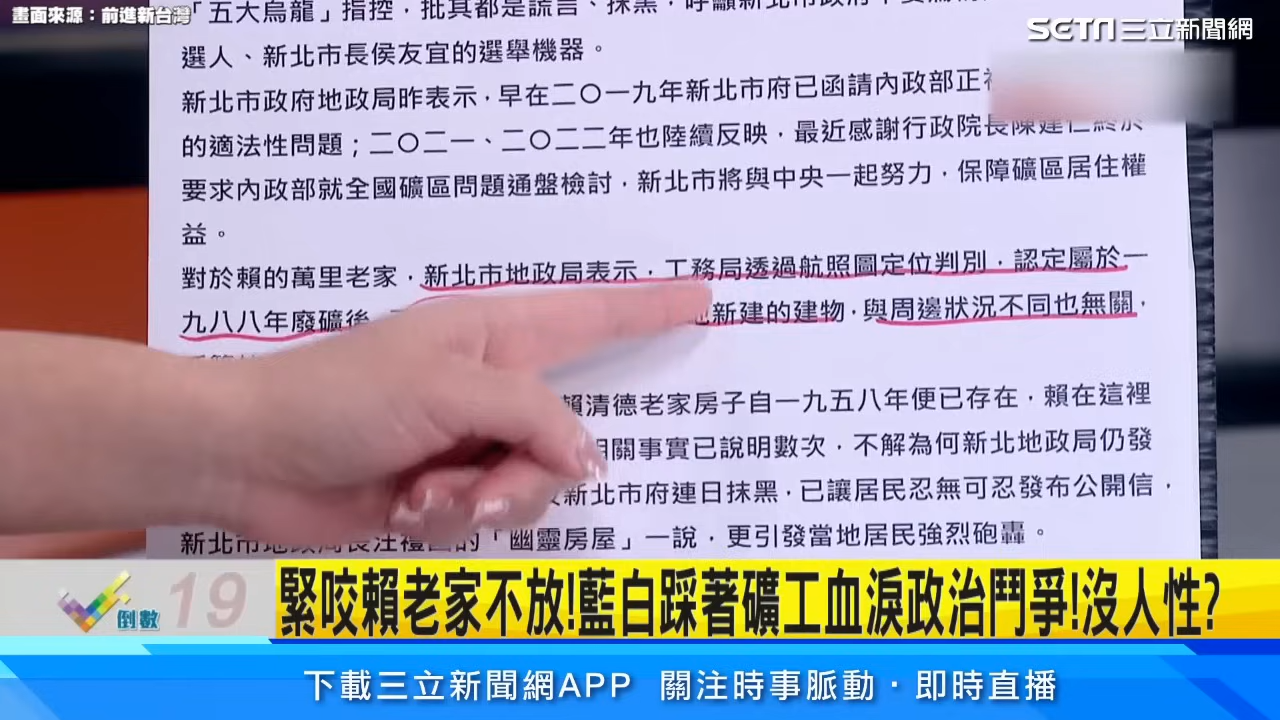 畫面來源：前進新台灣
SETN三立新聞網
「五大烏龍」指控，批其都是謊言、抹黑，呼籲新北市政府不要
選人、新北市長侯友宜的選舉機器。
新北市政府地政局昨表示，早在二〇一九年新北市府已函請內政部正視
的適法性問題；二〇二一、二〇二二年也陸續反映，最近感謝行政院長陳建仁終於
要求內政部就全國礦區問題通盤檢討，新北市將與中央一起努力，保障礦區居住權
益。
對於賴的萬里老家，新北市地政局表示，工務局透過航照圖定位判別，認定屬於一
九八八年廢礦後，新建的建物，與周邊狀況不同也無關，
賴清德老家房子自一九五八年便已存在，賴在這裡
相關事實已說明數次，不解為何新北地政局仍發
新北市府連日抹黑，已讓居民忍無可忍發布公開信，
新北市地政局長汪禮國的「幽靈房屋」一說，更引發當地居民強烈砲轟。
倒數 19
緊咬賴老家不放!藍白踩著礦工血淚政治鬥爭!沒人性?
下載三立新聞網APP 關注時事脈動・即時直播